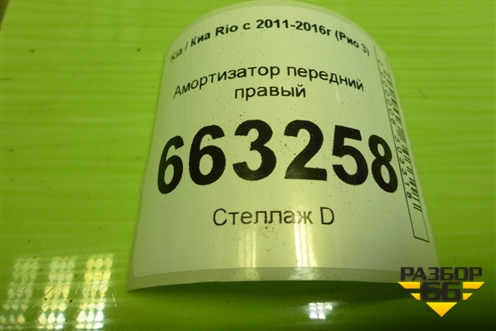 Kia / Киа Rio с 2011-2016г (Рио 3)
Амортизатор передний
правый
663258
Стеллаж D
РАЗБОР
66